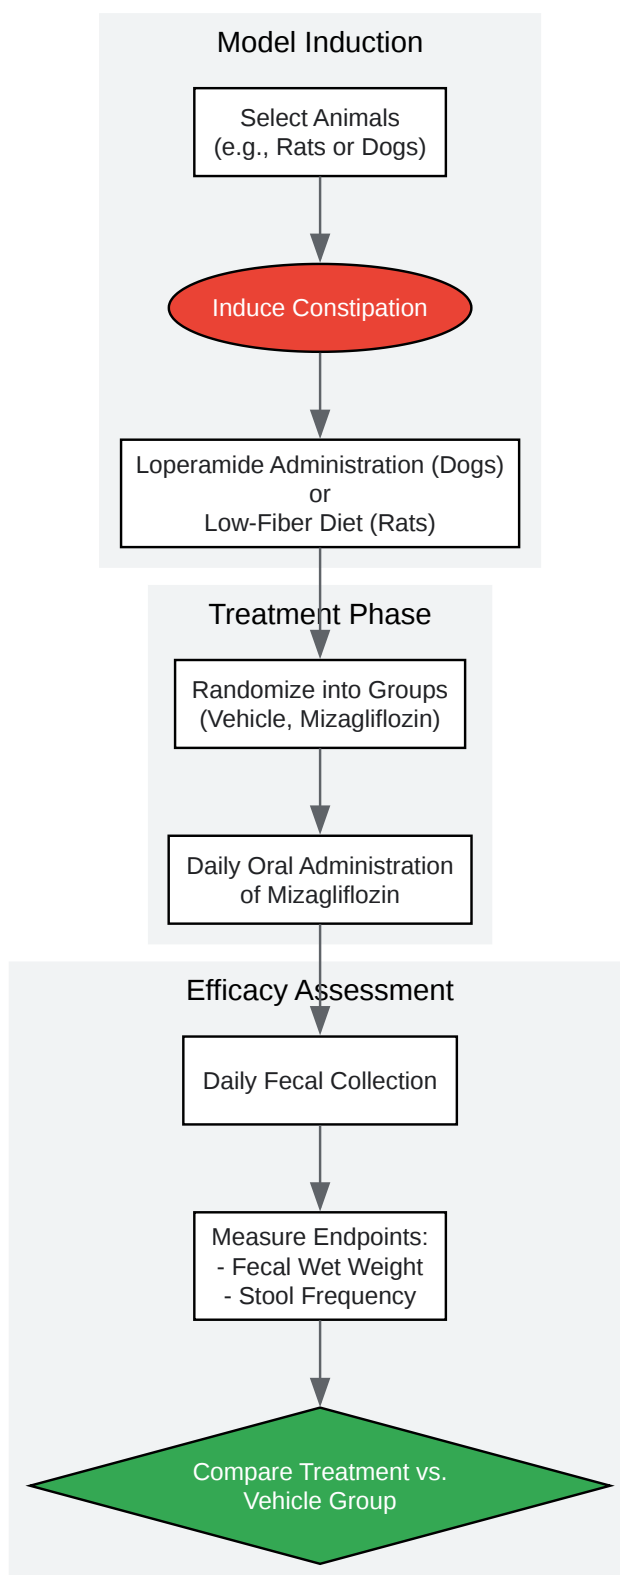 Model Induction
Select Animals
(e.g., Rats or Dogs)
Induce Constipation
Loperamide Administration (Dogs)
or
Low-Fiber Diet (Rats)
Treatment Phase
Randomize into Groups
(Vehicle, Mizagliflozin)
Daily Oral Administration
of Mizagliflozin
Efficacy Assessment
Daily Fecal Collection
Measure Endpoints:
- Fecal Wet Weight
- Stool Frequency
Compare Treatment vs.
Vehicle Group